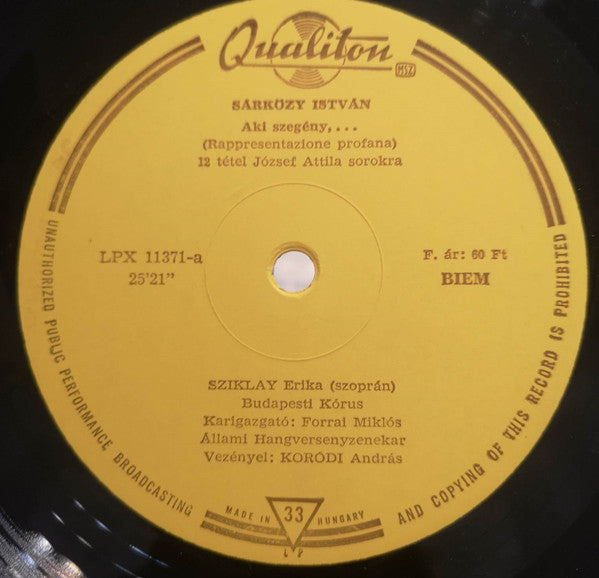 Qualiton
MSZ
SÁRKÖZY ISTVÁN
Aki szegény, . . .
(Rappresentazione profana)
12 tétel József Attila sorokra
LPX 11371-a
25'21"
F. ár: 60 Ft
BIEM
SZIKLAY Erika (szoprán)
Budapesti Kórus
Karigazgató: Forrai Miklós
Állami Hangversenyzenekar
Vezényel: KORÓDI András
UNAUTHORIZED PUBLIC PERFORMANCE BROADCASTING
AND COPYING OF THIS RECORD IS PROHIBITED
MADE IN HUNGARY
33
LP